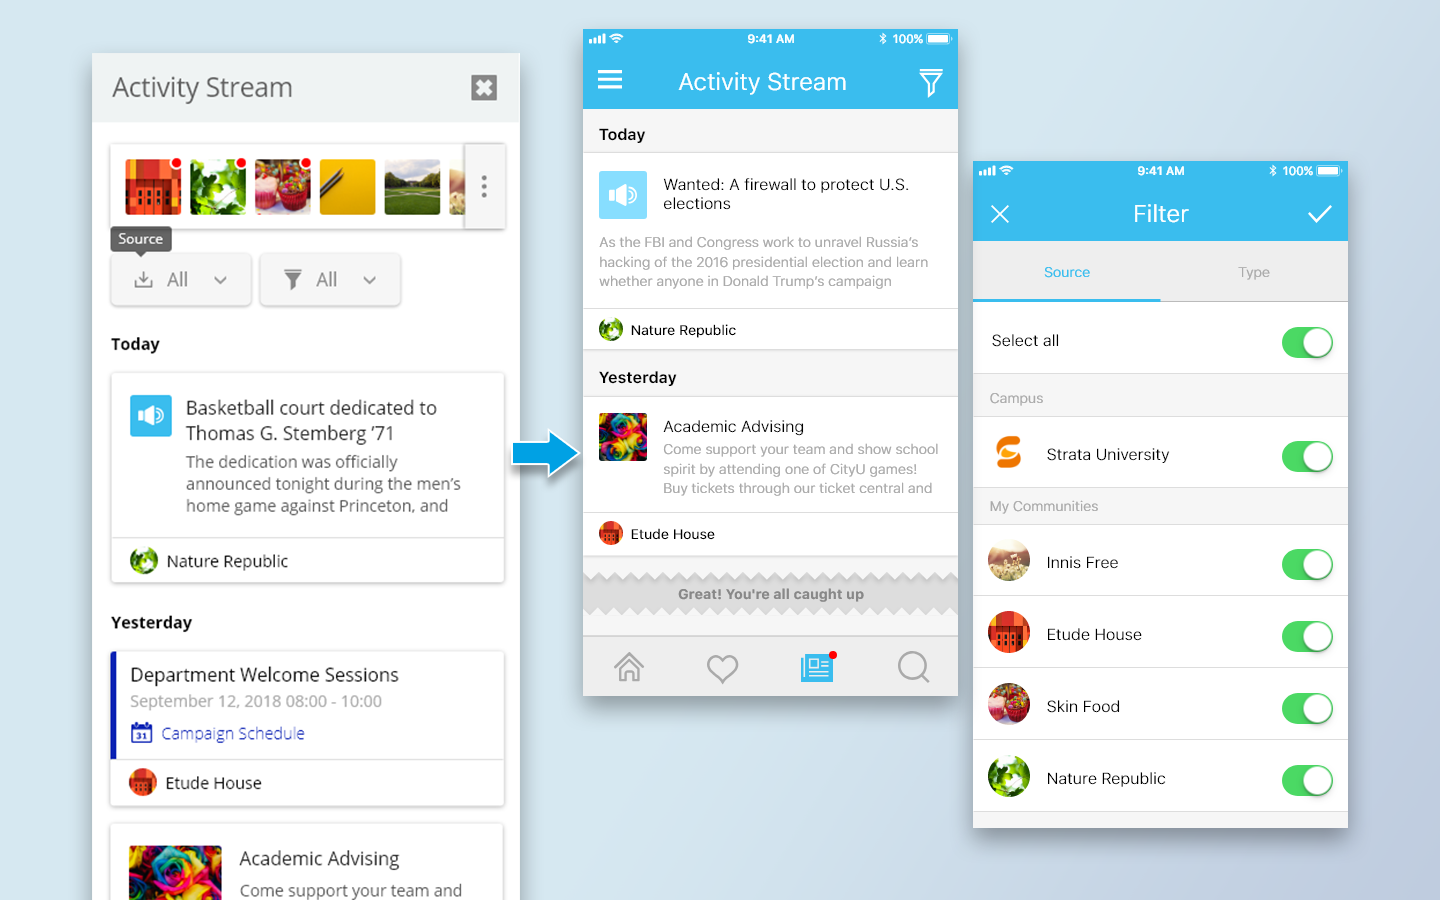 Activity Stream
Source
All
All
Today
Basketball court dedicated to
Thomas G. Stemberg ’71
The dedication was officially
announced tonight during the men’s
home game against Princeton, and
Nature Republic
Yesterday
Department Welcome Sessions
September 12, 2018 08:00 - 10:00
31
Campaign Schedule
Etude House
Academic Advising
Come support your team and
9:41 AM
100%
Activity Stream
Today
Wanted: A firewall to protect U.S.
elections
As the FBI and Congress work to unravel Russia’s
hacking of the 2016 presidential election and learn
whether anyone in Donald Trump’s campaign
Nature Republic
Yesterday
Academic Advising
Come support your team and show school
spirit by attending one of CityU games!
Buy tickets through our ticket central and
Etude House
Great! You're all caught up
9:41 AM
100%
Filter
Source
Type
Select all
Campus
Strata University
My Communities
Innis Free
Etude House
Skin Food
Nature Republic